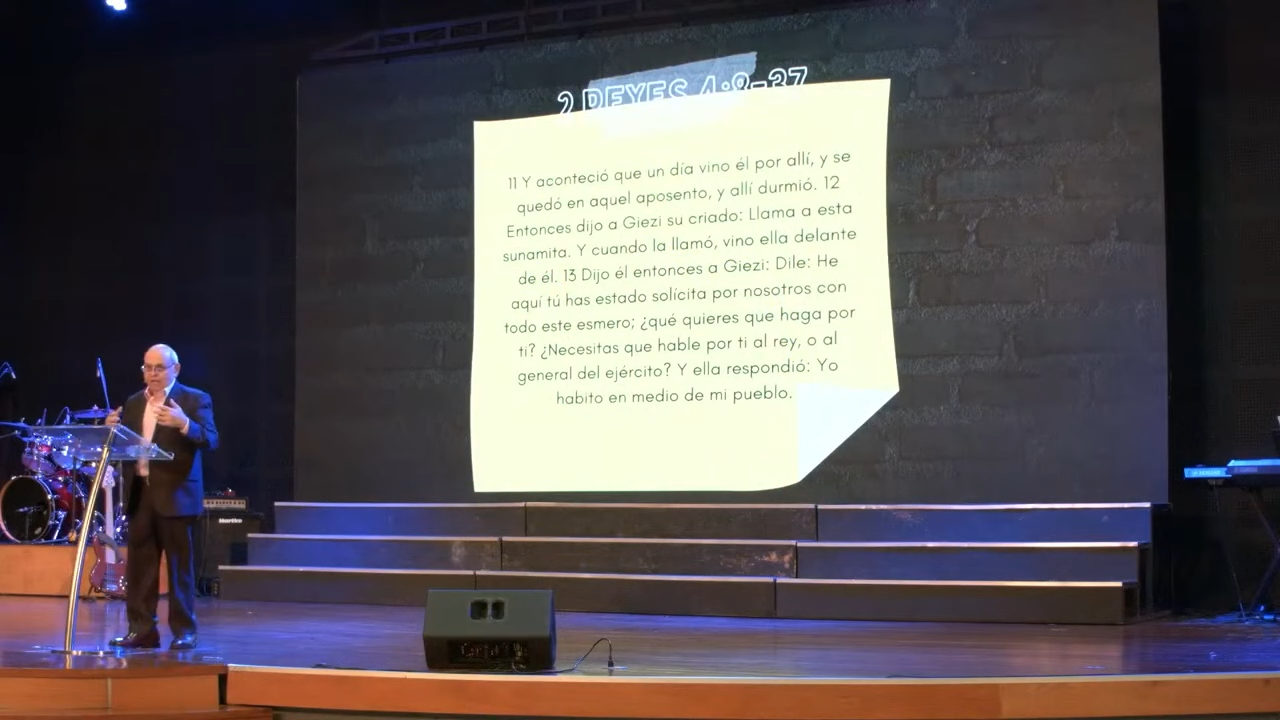 2 REYES 4:8-37
11 Y aconteció que un día vino él por allí, y se
quedó en aquel aposento, y allí durmió. 12
Entonces dijo a Giezi su criado: Llama a esta
sunamita. Y cuando la llamó, vino ella delante
de él. 13 Dijo él entonces a Giezi: Dile: He
aquí tú has estado solícita por nosotros con
todo este esmero; ¿qué quieres que haga por
ti? ¿Necesitas que hable por ti al rey, o al
general del ejército? Y ella respondió: Yo
habito en medio de mi pueblo.
Hartke